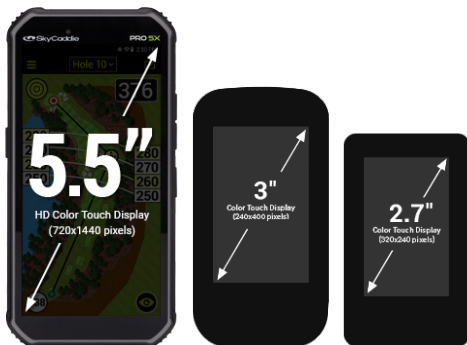 SkyCaddie PRO 5X
Hole 10
376
5.5"
280
270
260
250
HD Color Touch Display
(720x1440 pixels)
3"
Color Touch Display
(240x400 pixels)
2.7"
Color Touch Display
(320x240 pixels)